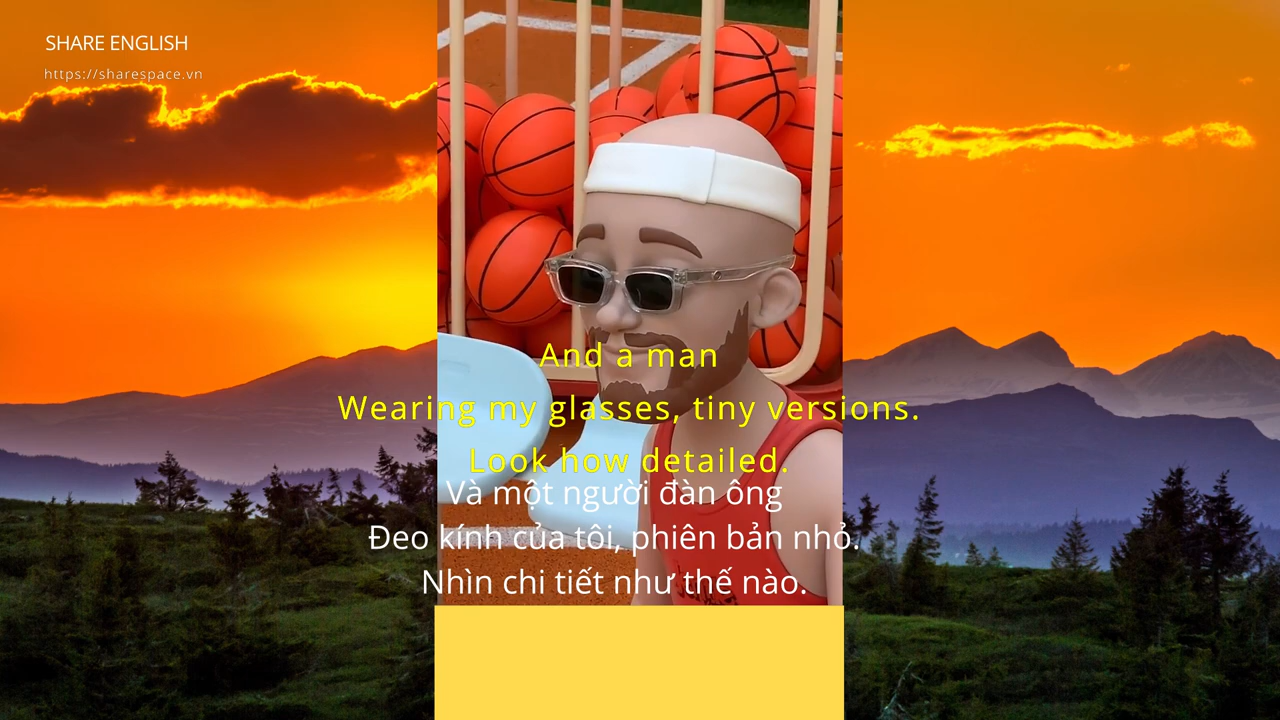 SHARE ENGLISH
https://sharespace.vn
And a man
Wearing my glasses, tiny versions.
Look how detailed.
Và một người đàn ông
Đeo kính của tôi, phiên bản nhỏ.
Nhìn chi tiết như thế nào.